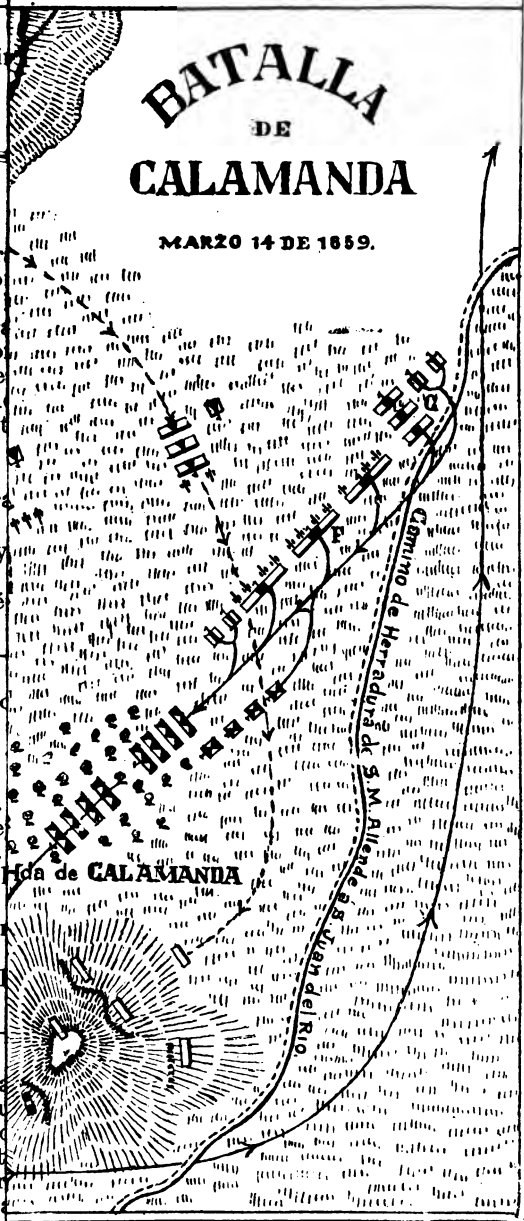 BATALLA
DE
CALAMANDA
MARZO 14 DE 1859.
G
F
Camino de Herradura de S. M. Allende a S Juan del Rio
Hda de CALAMANDA